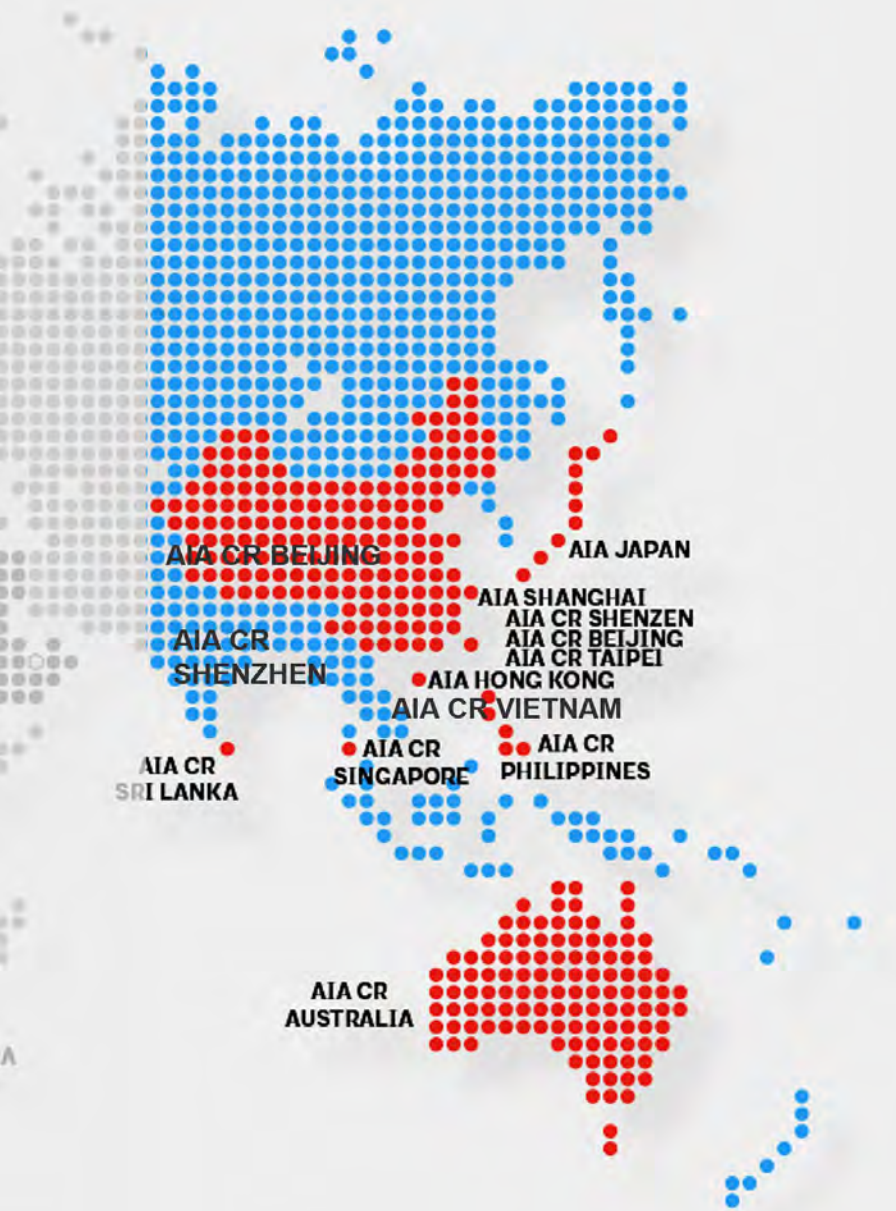 AIA CR BEIJING
AIA JAPAN
AIA SHANGHAI
AIA CR SHENZEN
AIA CR BEIJING
AIA CR TAIPEI
AIA CR
SHENZHEN
AIA HONG KONG
AIA CR VIETNAM
AIA CR
SRI LANKA
AIA CR
SINGAPORE
AIA CR
PHILIPPINES
AIA CR
AUSTRALIA
A